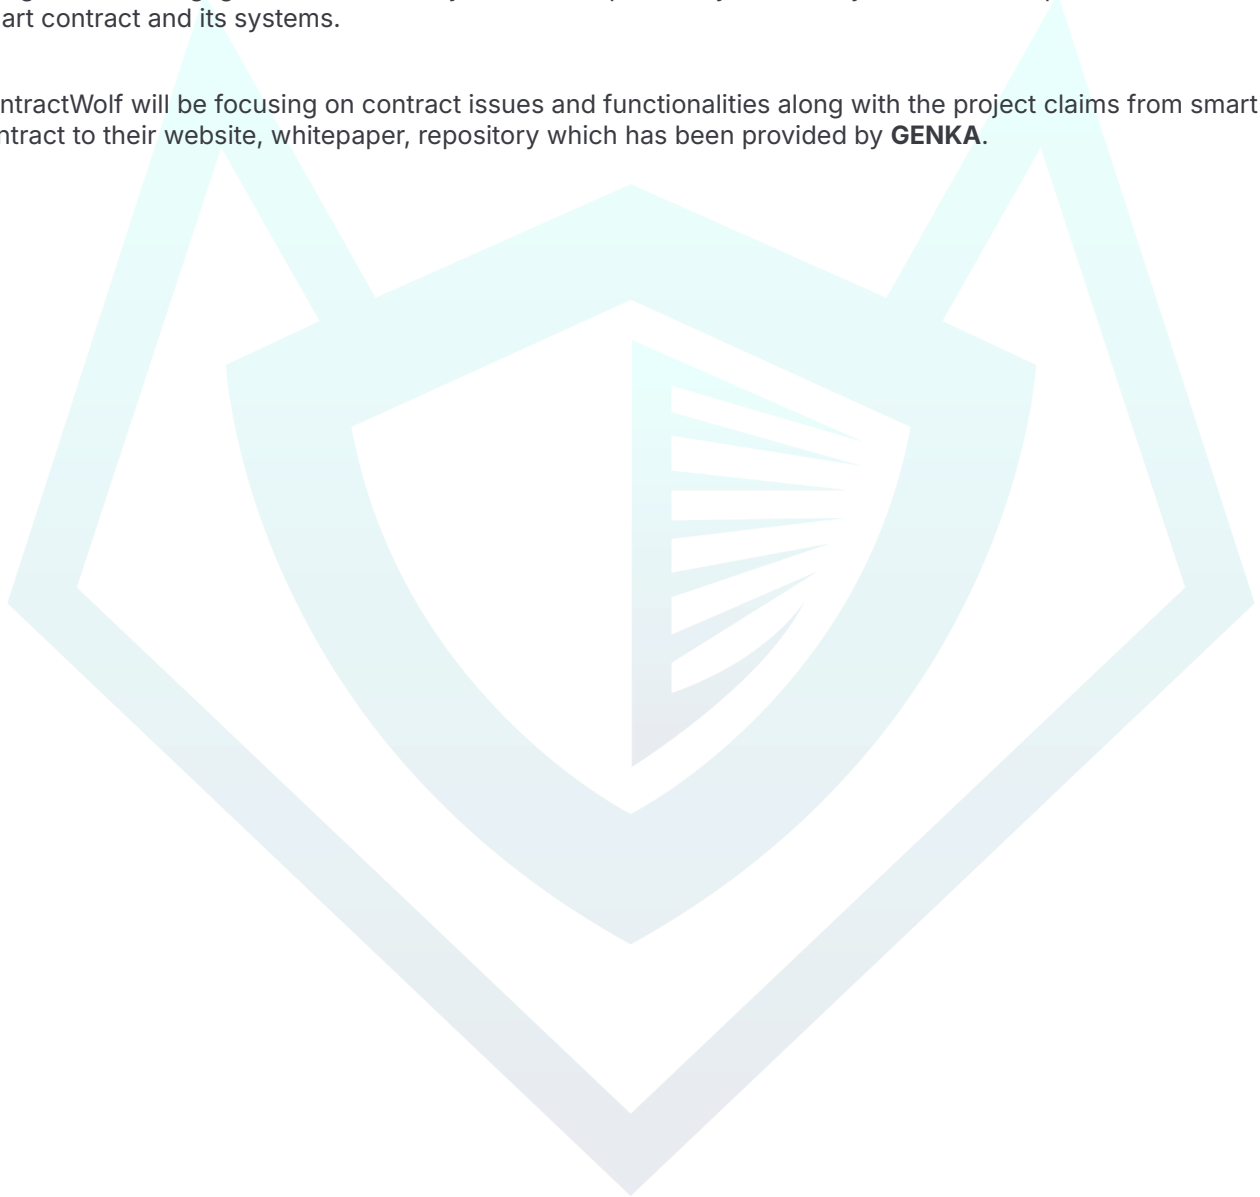 art contract and its systems.
ntractWolf will be focusing on contract issues and functionalities along with the project claims from smart
ntract to their website, whitepaper, repository which has been provided by GENKA.